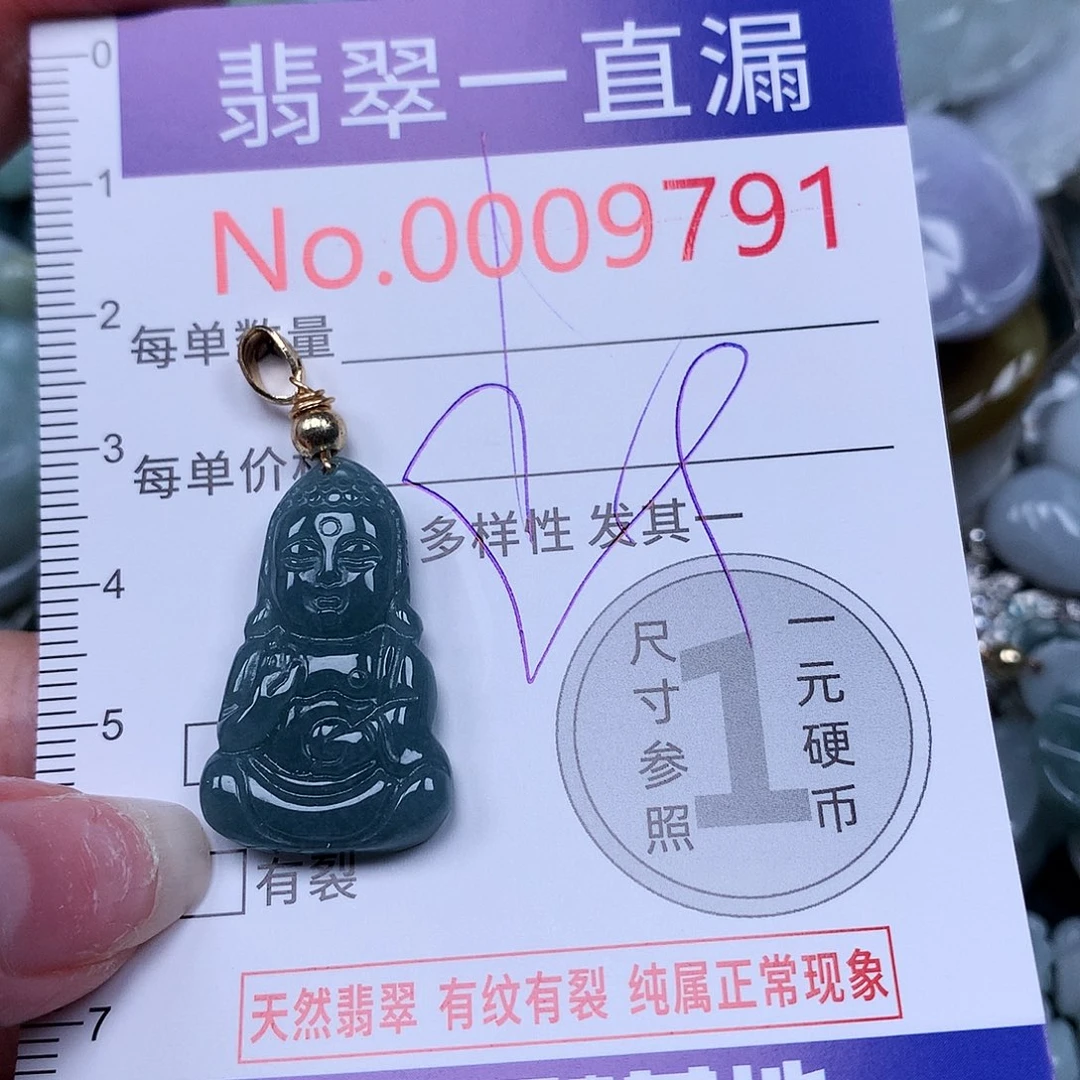 翡翠一直漏
No.0009791
0
1
2
3
4
5
7
每单数量
每单价格
多样性 发其一
尺寸参照
1
一元硬币
有裂
天然翡翠 有纹有裂 纯属正常现象